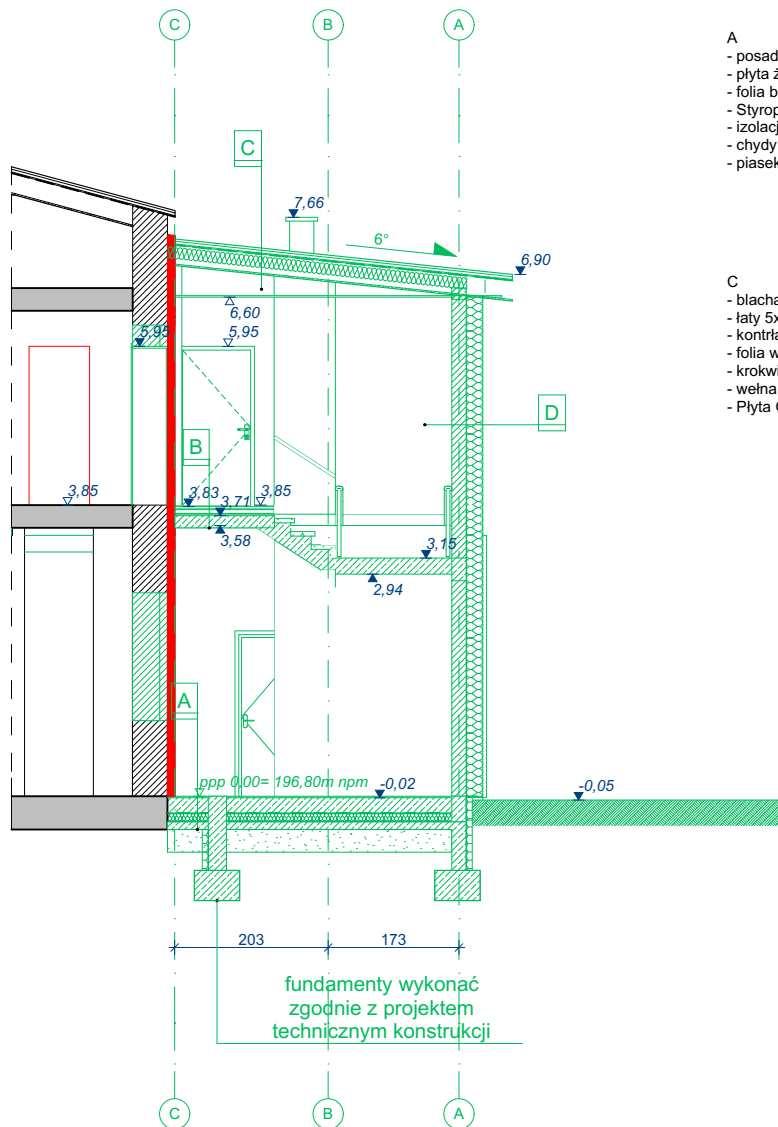 C
B
A
A
- posad
- płyta ż
- folia b
- Styrop
- izolacj
- chydy
- piasek
C
7,66
6°
6,90
6,60
5,95
5,95
C
- blacha
- łaty 5x
- kontrła
- folia w
- krokwi
- wełna
- Płyta
D
B
3,85
3,83
3,85
3,71
3,58
3,15
2,94
A
ppp 0,00= 196,80m npm
-0,02
-0,05
203
173
fundamenty wykonać
zgodnie z projektem
technicznym konstrukcji
C
B
A